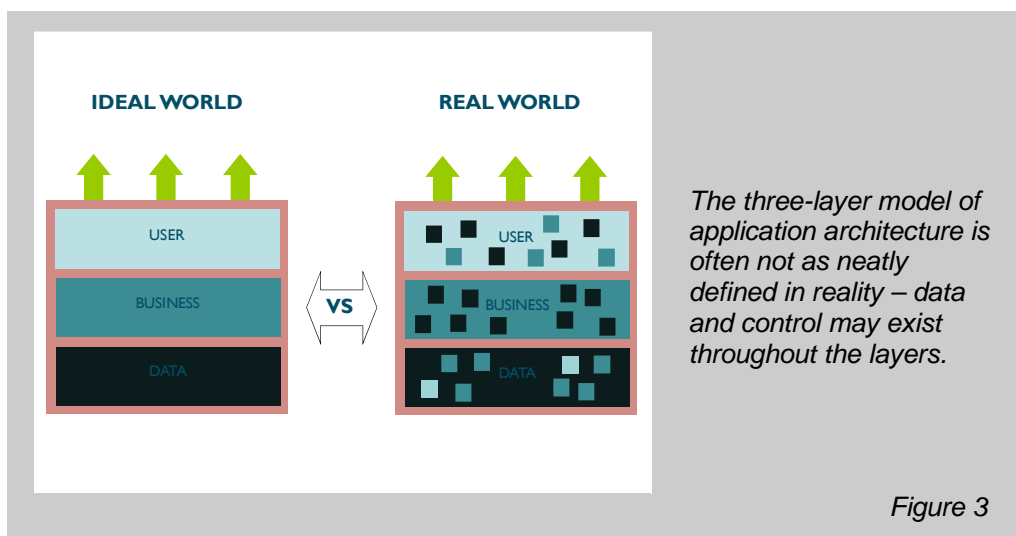 IDEAL WORLD
REAL WORLD
USER
BUSINESS
DATA
VS
USER
BUSINESS
DATA
The three-layer model of
application architecture is
often not as neatly
defined in reality – data
and control may exist
throughout the layers.
Figure 3